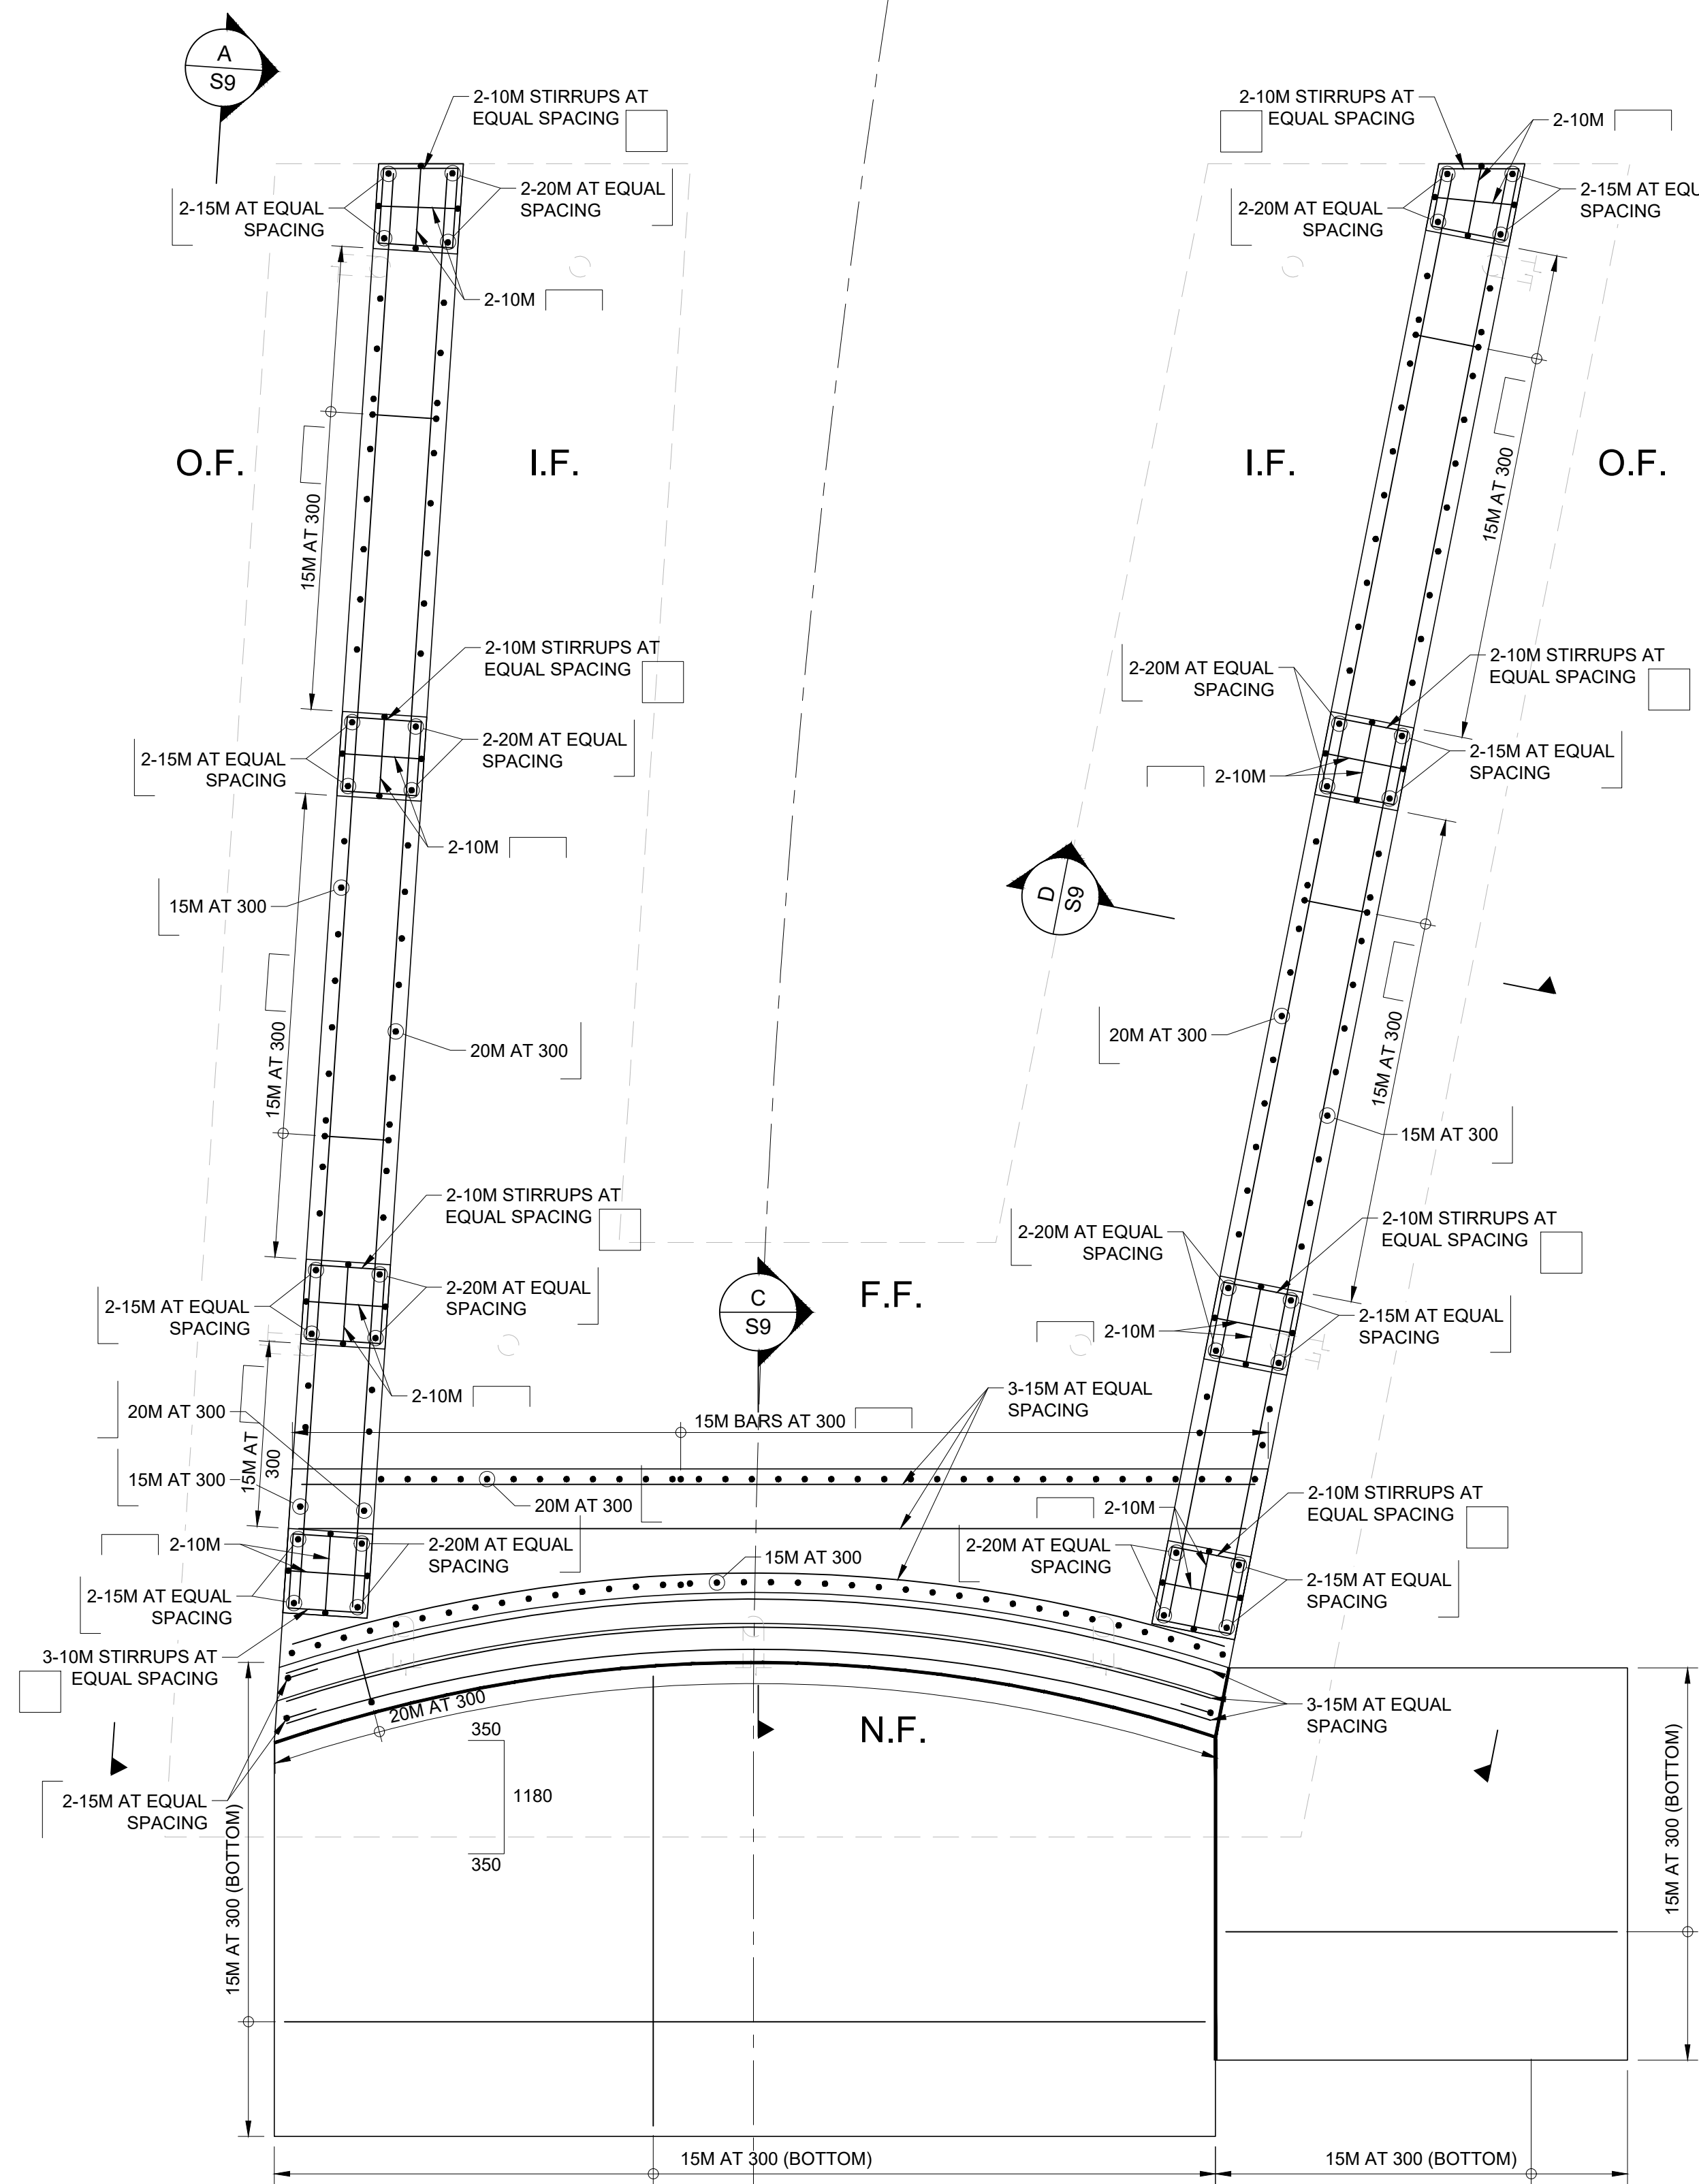 A
S9
2-10M STIRRUPS AT
EQUAL SPACING
2-10M STIRRUPS AT
EQUAL SPACING
2-10M
2-15M AT EQUAL
SPACING
2-20M AT EQUAL
SPACING
2-20M AT EQUAL
SPACING
2-15M AT EQU
SPACING
2-10M
O.F.
I.F.
I.F.
O.F.
15M AT 300
15M AT 300
2-10M STIRRUPS AT
EQUAL SPACING
2-20M AT EQUAL
SPACING
2-10M STIRRUPS AT
EQUAL SPACING
2-15M AT EQUAL
SPACING
2-20M AT EQUAL
SPACING
2-10M
2-15M AT EQUAL
SPACING
2-10M
15M AT 300
D
S9
15M AT 300
20M AT 300
20M AT 300
15M AT 300
15M AT 300
2-10M STIRRUPS AT
EQUAL SPACING
2-20M AT EQUAL
SPACING
2-10M STIRRUPS AT
EQUAL SPACING
2-15M AT EQUAL
SPACING
2-20M AT EQUAL
SPACING
C
S9
F.F.
2-10M
2-15M AT EQUAL
SPACING
2-10M
3-15M AT EQUAL
SPACING
20M AT 300
15M BARS AT 300
15M AT
300
15M AT 300
20M AT 300
2-10M
2-10M STIRRUPS AT
EQUAL SPACING
2-10M
2-20M AT EQUAL
SPACING
15M AT 300
2-20M AT EQUAL
SPACING
2-15M AT EQUAL
SPACING
2-15M AT EQUAL
SPACING
3-10M STIRRUPS AT
EQUAL SPACING
20M AT 300
3-15M AT EQUAL
SPACING
N.F.
350
1180
350
2-15M AT EQUAL
SPACING
15M AT 300 (BOTTOM)
15M AT 300 (BOTTOM)
15M AT 300 (BOTTOM)
15M AT 300 (BOTTOM)